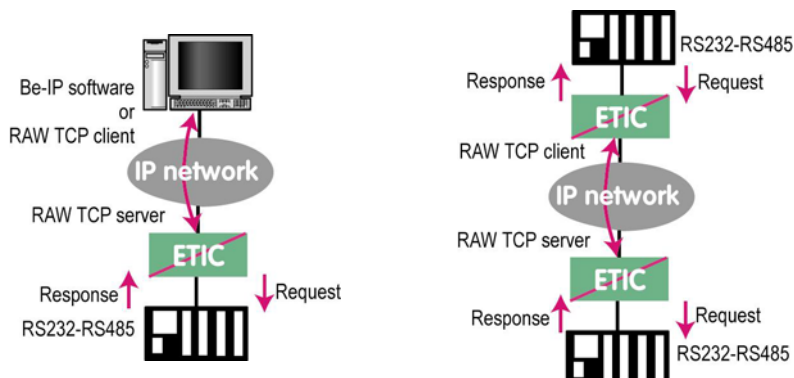 Be-IP software
or
RAW TCP client
IP network
RAW TCP server
ETIC
Response
Request
RS232-RS485
RS232-RS485
Response
Request
ETIC
RAW TCP client
IP network
RAW TCP server
ETIC
Response
Request
RS232-RS485